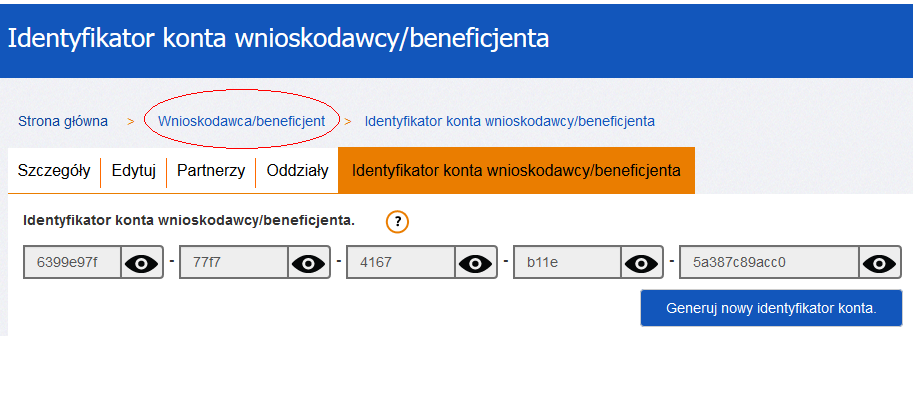 Identyfikator konta wnioskodawcy/beneficjenta
Strona główna > Wnioskodawca/beneficjent > Identyfikator konta wnioskodawcy/beneficjenta
Szczegóły Edytuj Partnerzy Oddziały Identyfikator konta wnioskodawcy/beneficjenta
Identyfikator konta wnioskodawcy/beneficjenta. ?
6399e97f - 77f7 - 4167 - b11e - 5a387c89acc0
Generuj nowy identyfikator konta.